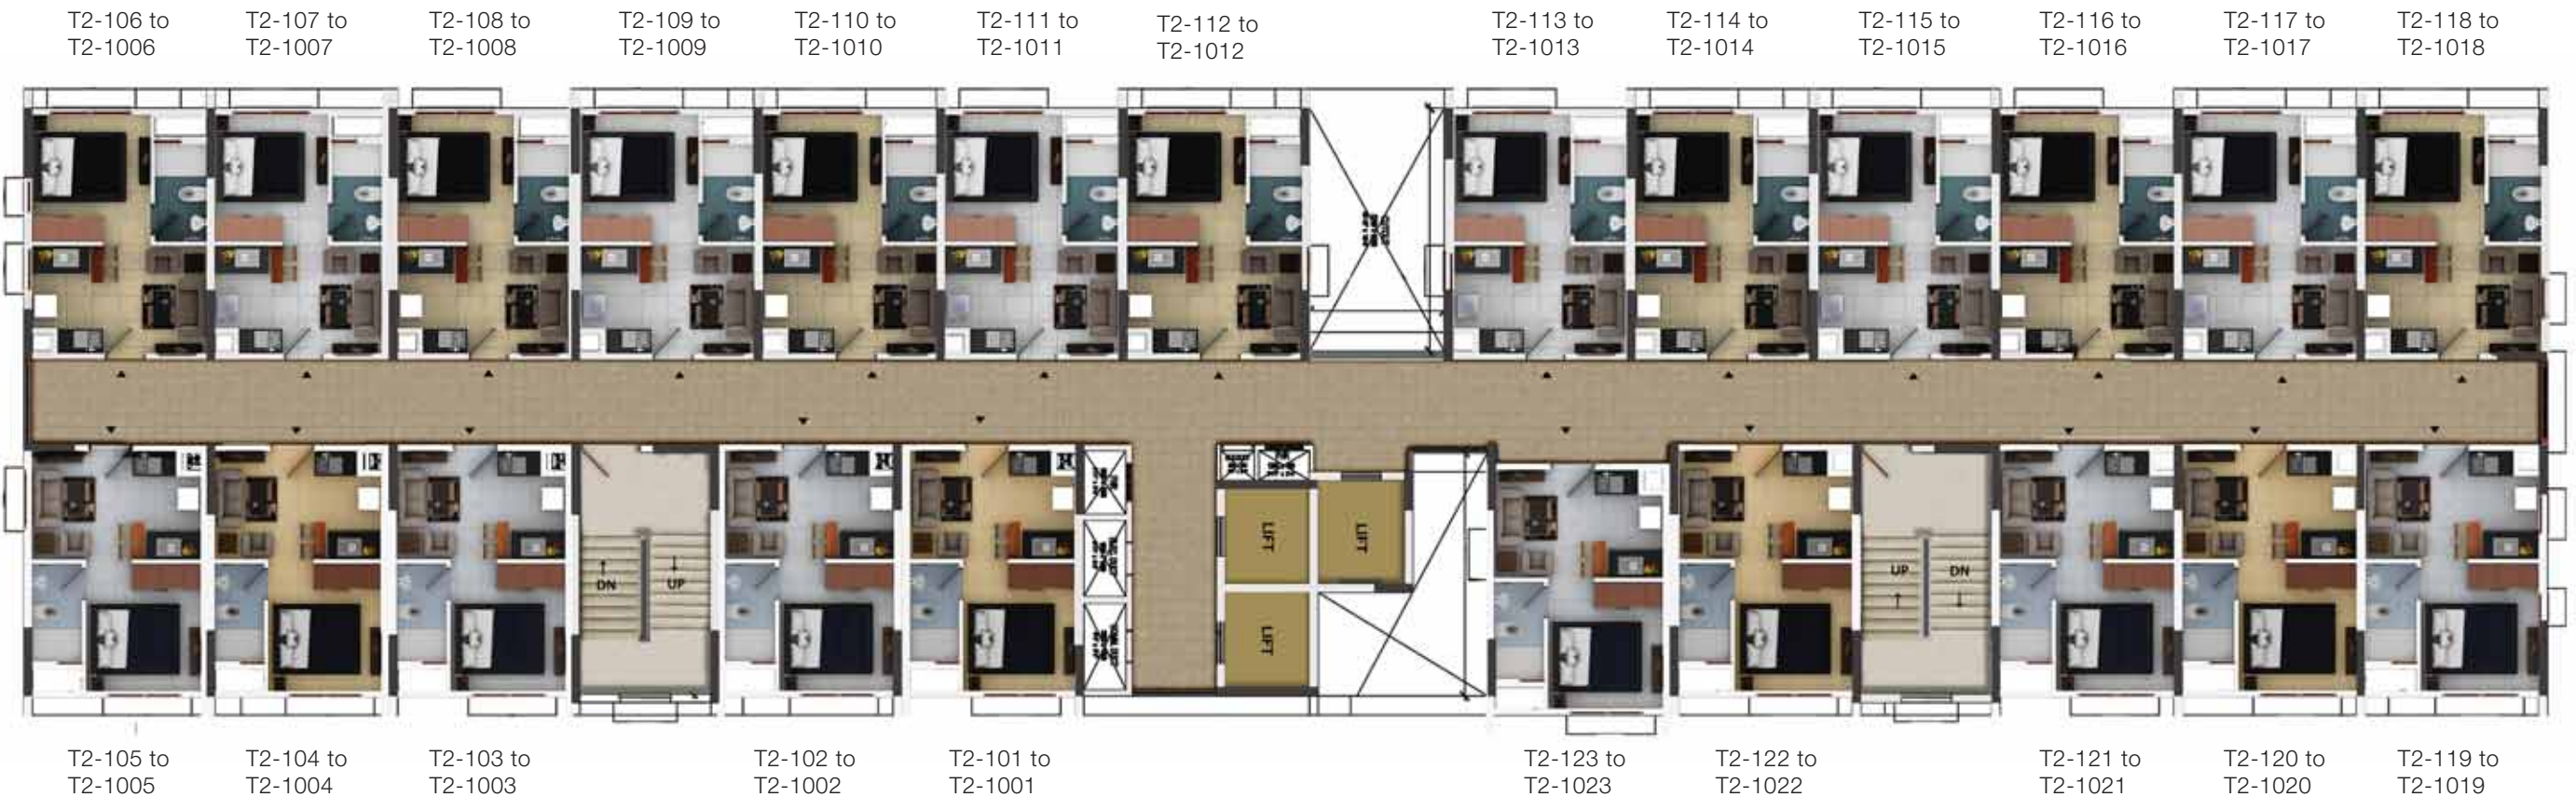 T2-106 to
T2-1006
T2-107 to
T2-1007
T2-108 to
T2-1008
T2-109 to
T2-1009
T2-110 to
T2-1010
T2-111 to
T2-1011
T2-112 to
T2-1012
T2-113 to
T2-1013
T2-114 to
T2-1014
T2-115 to
T2-1015
T2-116 to
T2-1016
T2-117 to
T2-1017
T2-118 to
T2-1018
LIFT
LIFT
LIFT
DN
UP
UP
DN
T2-105 to
T2-1005
T2-104 to
T2-1004
T2-103 to
T2-1003
T2-102 to
T2-1002
T2-101 to
T2-1001
T2-123 to
T2-1023
T2-122 to
T2-1022
T2-121 to
T2-1021
T2-120 to
T2-1020
T2-119 to
T2-1019